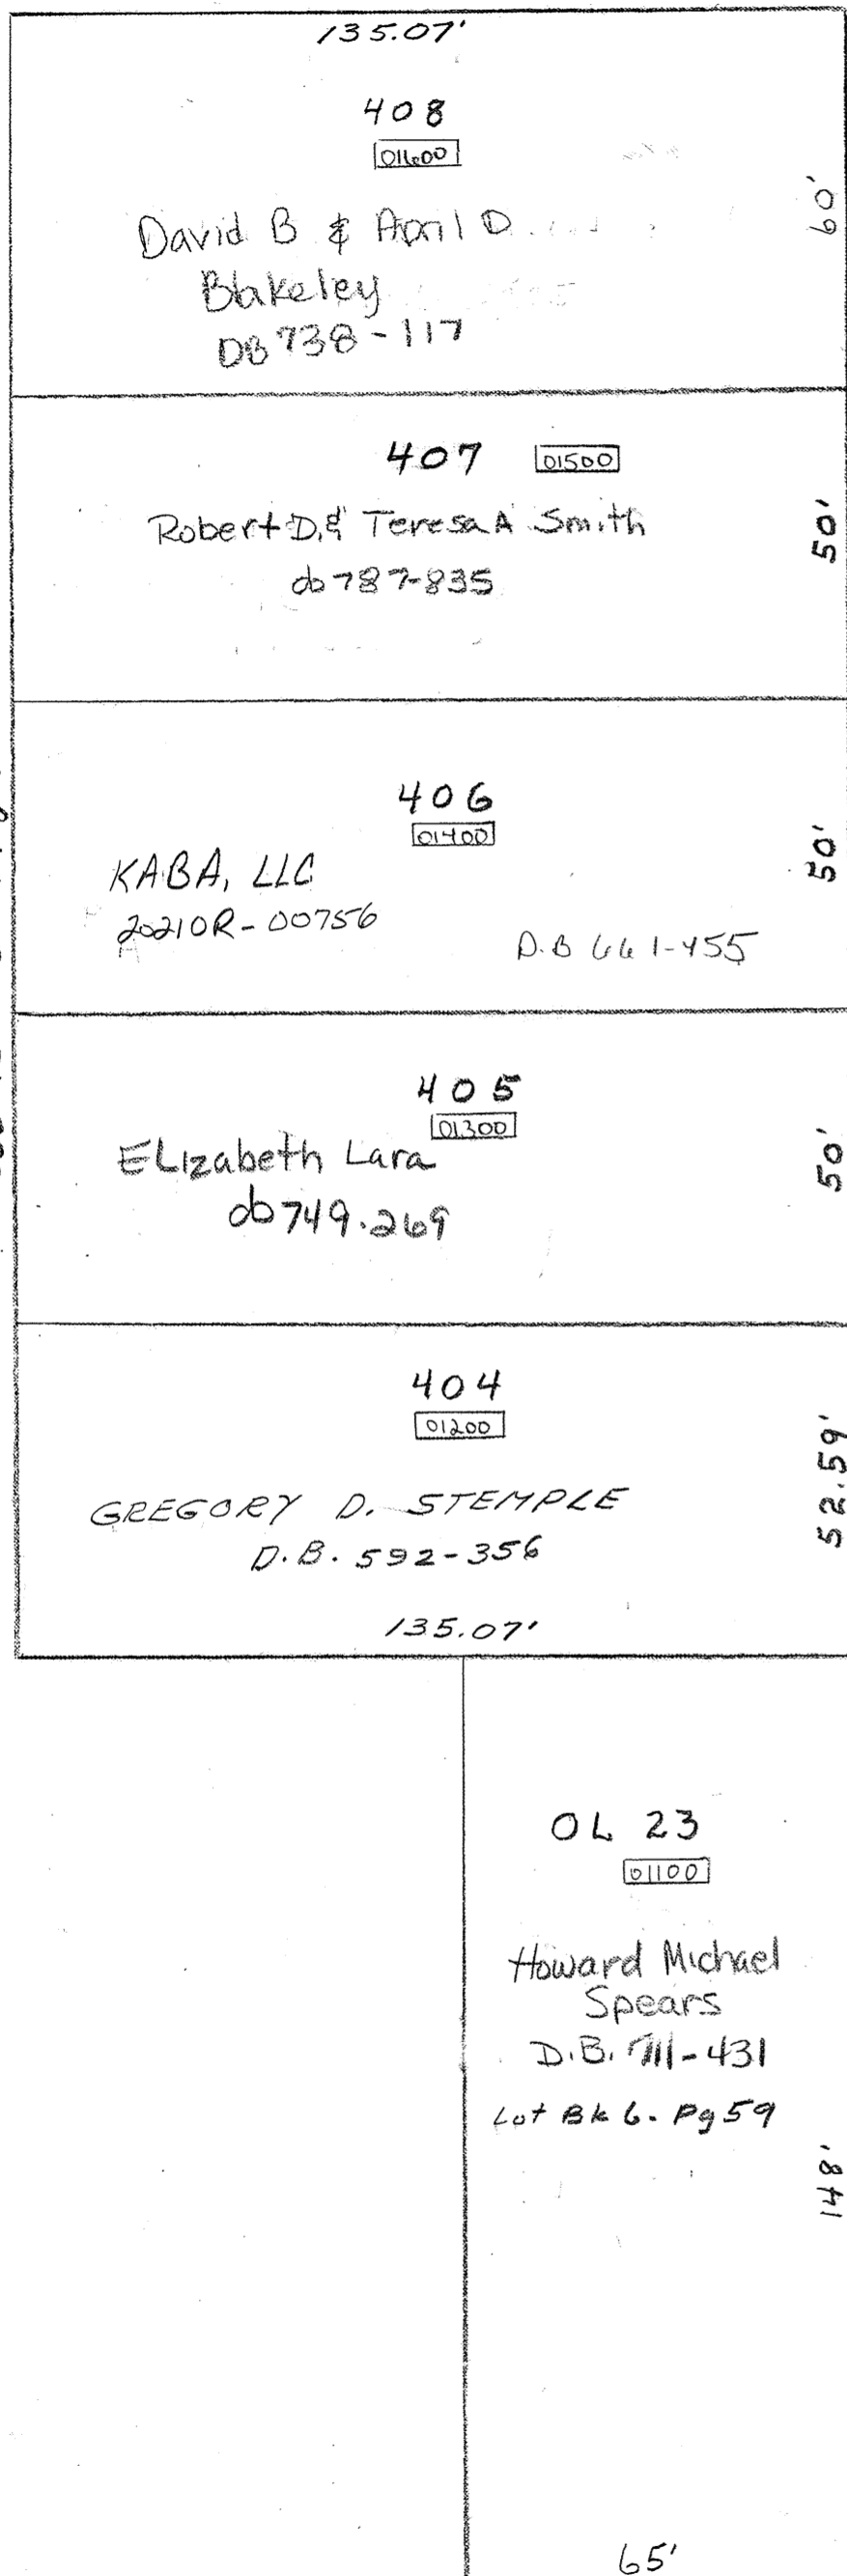 135.07'
408
01600
60'
David B & April D
Blakeley
DB 738-117
407 01500
50'
Robert D. & Teresa A Smith
db 787-835
406
01400
50'
KABA, LLC
2021OR-00756
D.B 661-455
405
01300
50'
ELizabeth Lara
db 749.269
404
01200
52.59'
GREGORY D. STEMPLE
D.B. 592-356
135.07'
OL 23
01100
Howard Michael
Spears
D.B. 711-431
Lot Bk 6. Pg 59
148'
65'